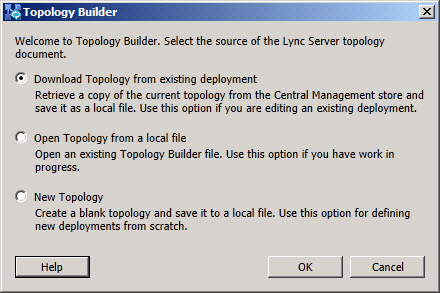 Topology Builder
Welcome to Topology Builder. Select the source of the Lync Server topology
document.
Download Topology from existing deployment
Retrieve a copy of the current topology from the Central Management store and
save it as a local file. Use this option if you are editing an existing deployment.
Open Topology from a local file
Open an existing Topology Builder file. Use this option if you have work in
progress.
New Topology
Create a blank topology and save it to a local file. Use this option for defining
new deployments from scratch.
Help
OK
Cancel